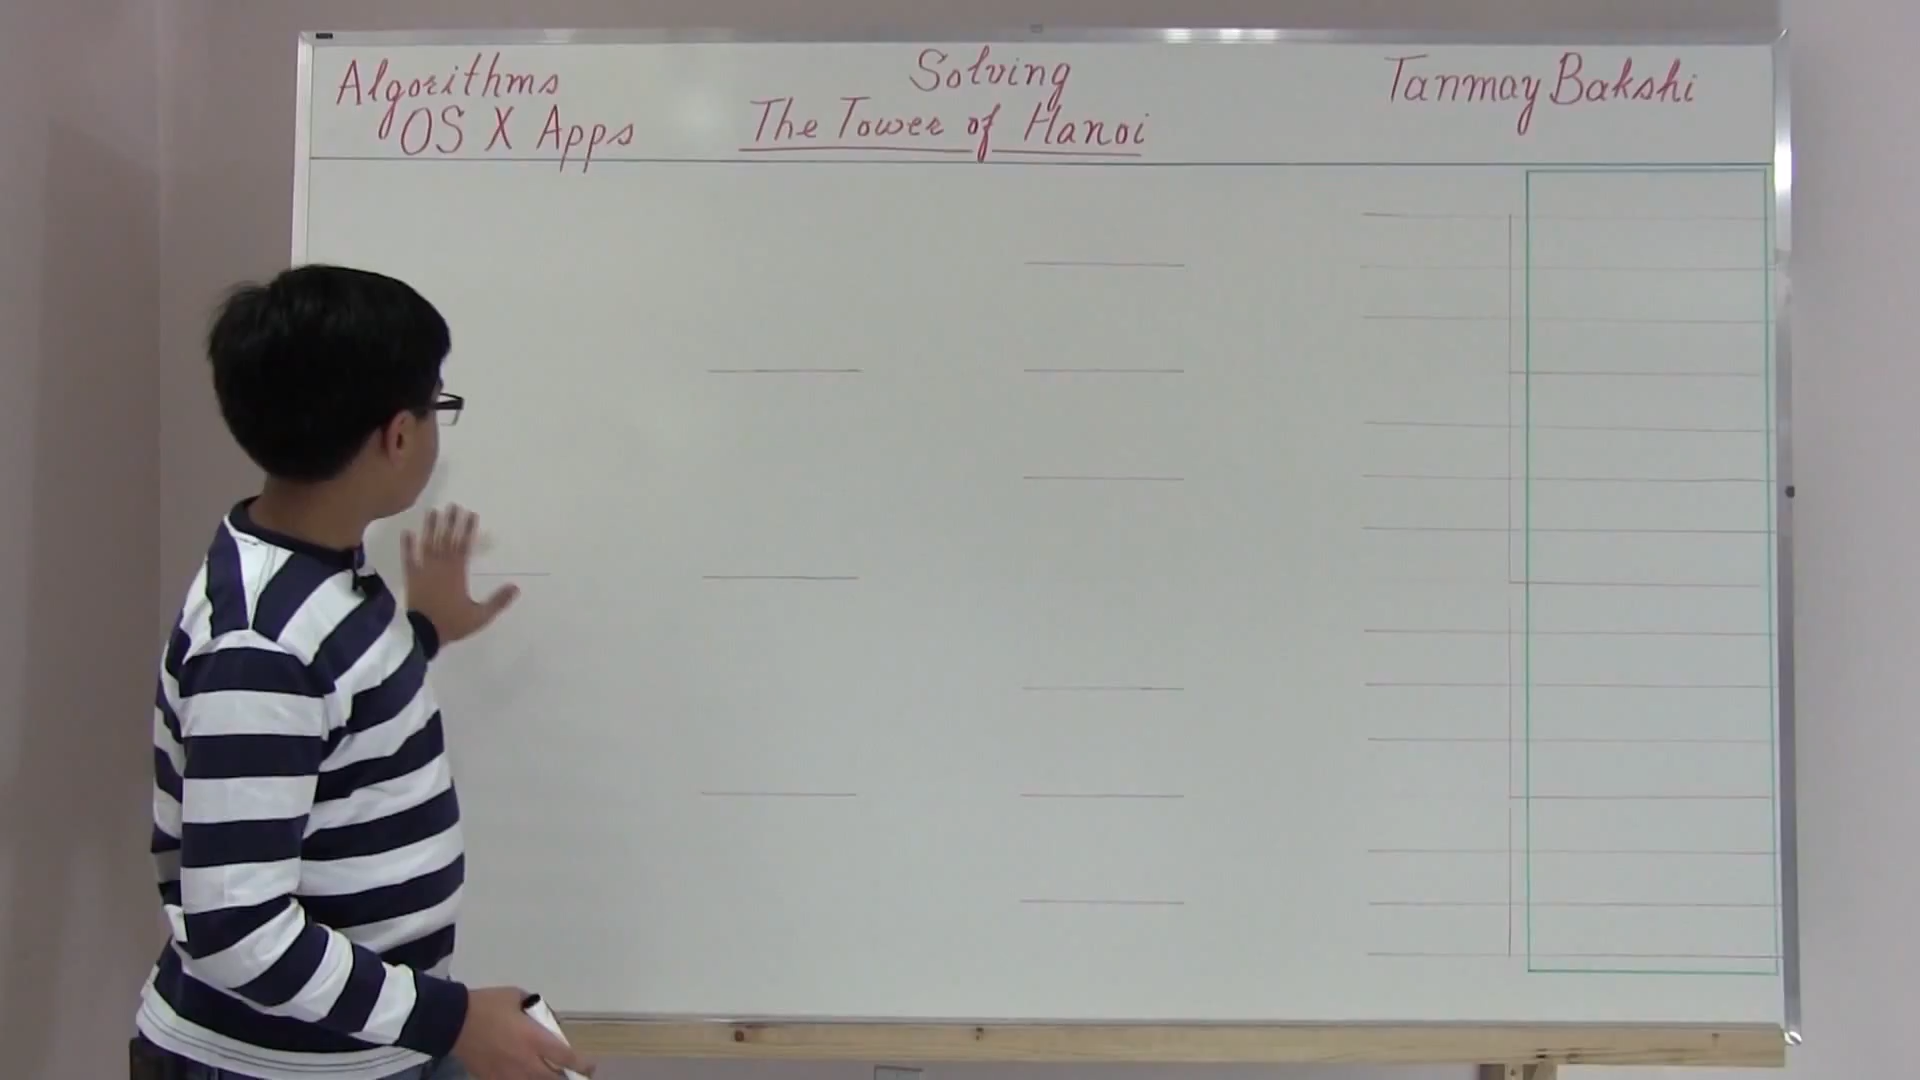 Algorithms
OS X Apps
Solving
The Tower of Hanoi
Tanmay Bakshi